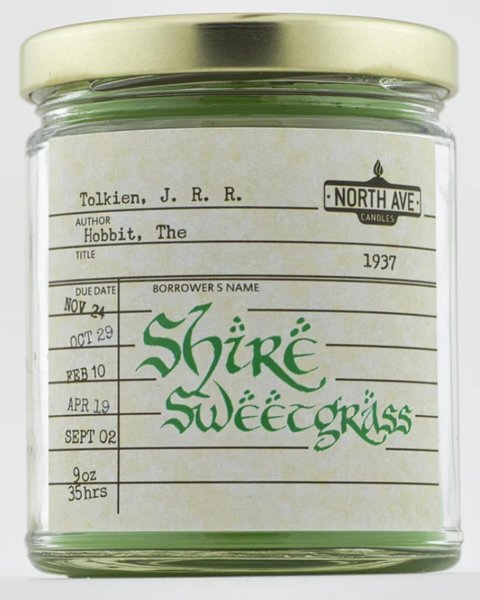 Tolkien, J. R. R.
NORTH AVE
CANDLES
AUTHOR
Hobbit, The
TITLE
1937
DUE DATE
BORROWER S NAME
NOV 24
OCT 29
FEB 10
APR 19
SEPT 02
Shire
Sweetgrass
9oz
35hrs